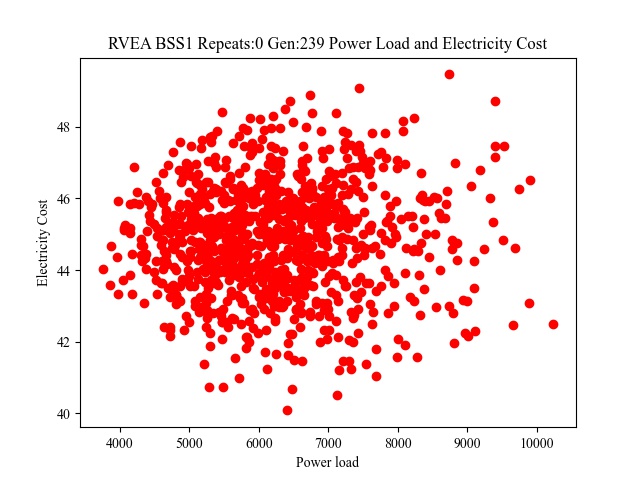 RVEA BSS1 Repeats:0 Gen:239 Power Load and Electricity Cost
48
46
44
42
40
Electricity Cost
4000 5000 6000 7000 8000 9000 10000
Power load